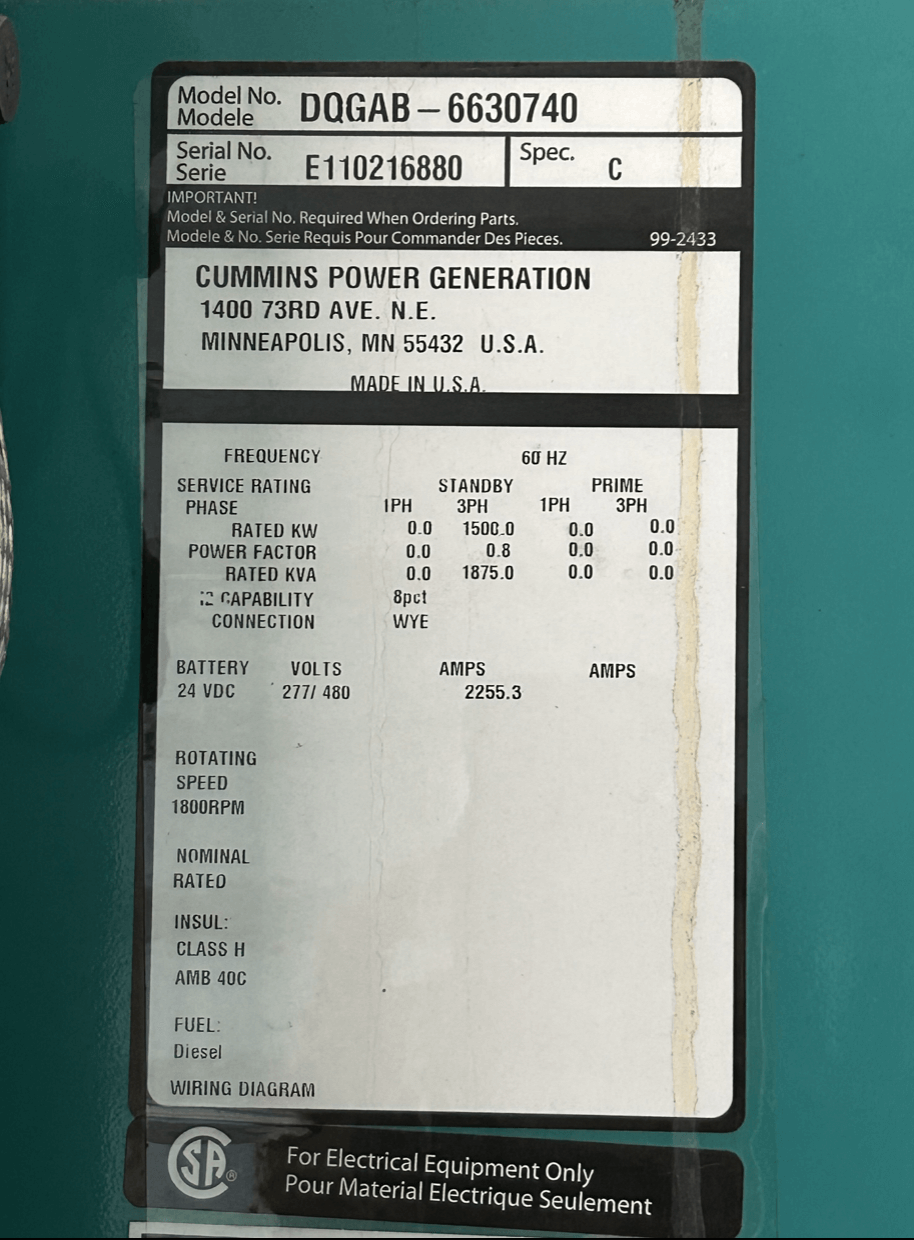 Model No.
Modele
DQGAB – 6630740
Serial No.
Serie
E110216880
Spec.
C
IMPORTANT!
Model & Serial No. Required When Ordering Parts.
Modele & No. Serie Requis Pour Commander Des Pieces. 99-2433
CUMMINS POWER GENERATION
1400 73RD AVE. N.E.
MINNEAPOLIS, MN 55432 U.S.A.
MADE IN U.S.A.
FREQUENCY 60 HZ
SERVICE RATING STANDBY PRIME
PHASE 1PH 3PH 1PH 3PH
RATED KW 0.0 1500.0 0.0 0.0
POWER FACTOR 0.0 0.8 0.0 0.0
RATED KVA 0.0 1875.0 0.0 0.0
CAPABILITY 8pct
CONNECTION WYE
BATTERY VOLTS AMPS AMPS
24 VDC 277/ 480 2255.3
ROTATING
SPEED
1800RPM
NOMINAL
RATED
INSUL:
CLASS H
AMB 40C
FUEL:
Diesel
WIRING DIAGRAM
SA ®
For Electrical Equipment Only
Pour Material Electrique Seulement